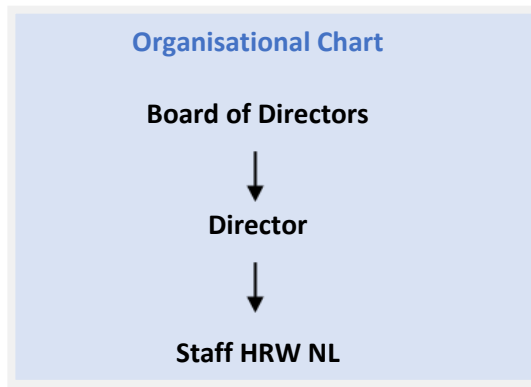 Organisational Chart
Board of Directors
Director
Staff HRW NL